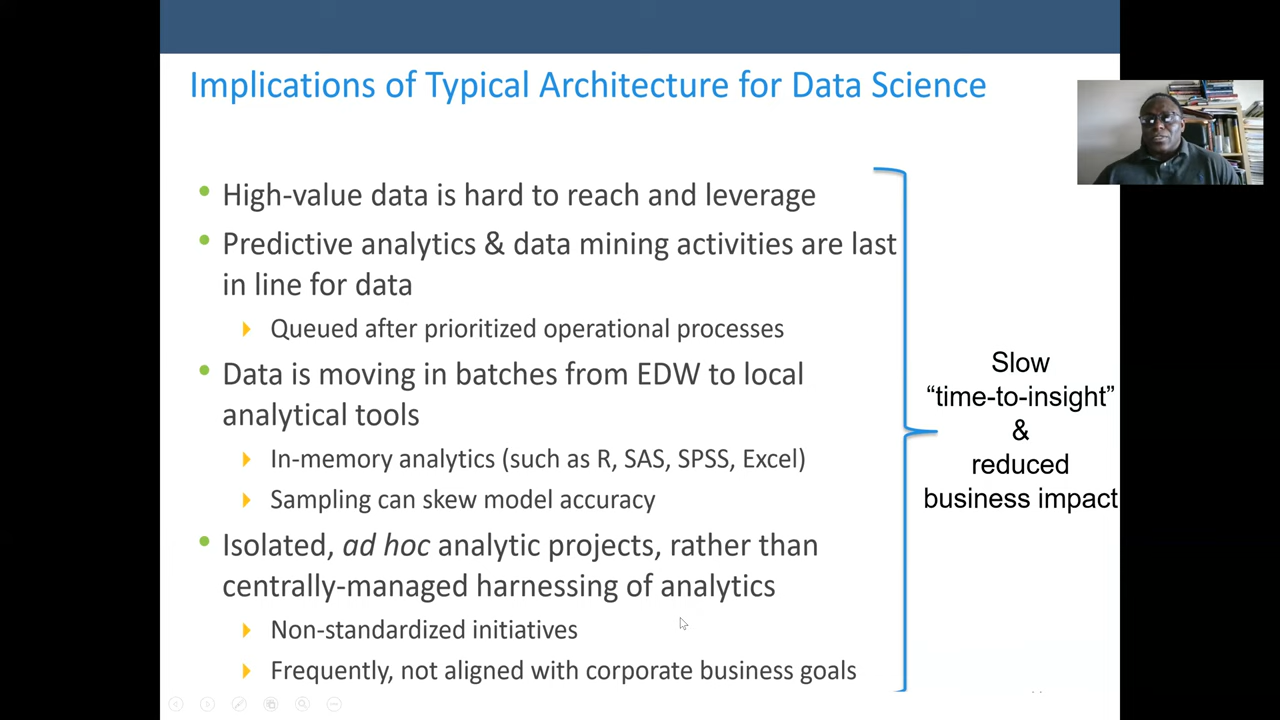 Implications of Typical Architecture for Data Science
High-value data is hard to reach and leverage
Predictive analytics & data mining activities are last
in line for data
Queued after prioritized operational processes
Data is moving in batches from EDW to local
analytical tools
In-memory analytics (such as R, SAS, SPSS, Excel)
Sampling can skew model accuracy
Isolated, ad hoc analytic projects, rather than
centrally-managed harnessing of analytics
Non-standardized initiatives
Frequently, not aligned with corporate business goals
Slow
“time-to-insight”
&
reduced
business impact